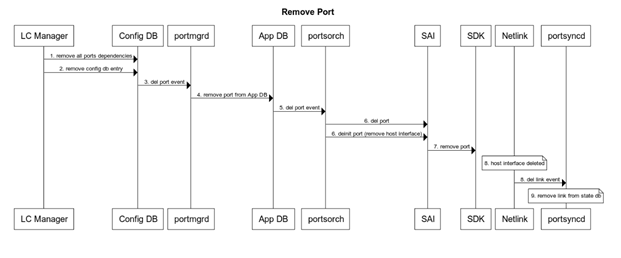 Remove Port
LC Manager Config DB portmgrd App DB portsorch SAI SDK Netlink portsyncd
1. remove all ports dependencies
2. remove config db entry
3. del port event
4. remove port from App DB
5. del port event
6. del port
6. deinit port (remove host interface)
7. remove port
8. host interface deleted
8. del link event
9. remove link from state db
LC Manager Config DB portmgrd App DB portsorch SAI SDK Netlink portsyncd